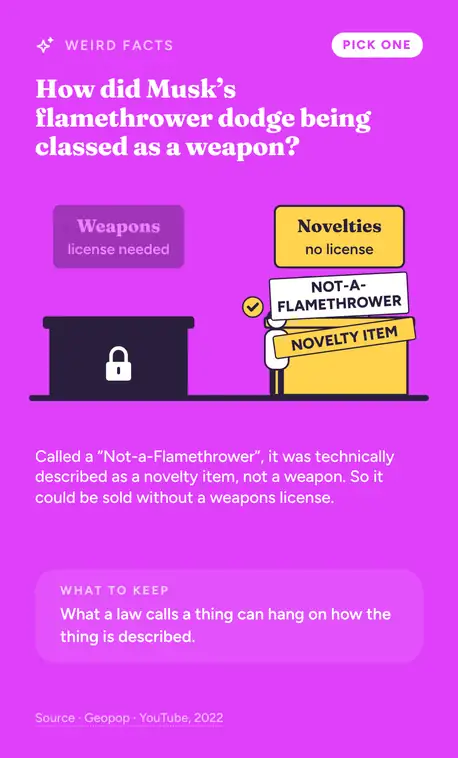 WEIRD FACTS
PICK ONE
How did Musk’s
flamethrower dodge being
classed as a weapon?
Weapons
license needed
Novelties
no license
NOT-A-
FLAMETHROWER
NOVELTY ITEM
Called a “Not-a-Flamethrower”, it was technically
described as a novelty item, not a weapon. So it
could be sold without a weapons license.
WHAT TO KEEP
What a law calls a thing can hang on how the
thing is described.
Source · Geopop · YouTube, 2022